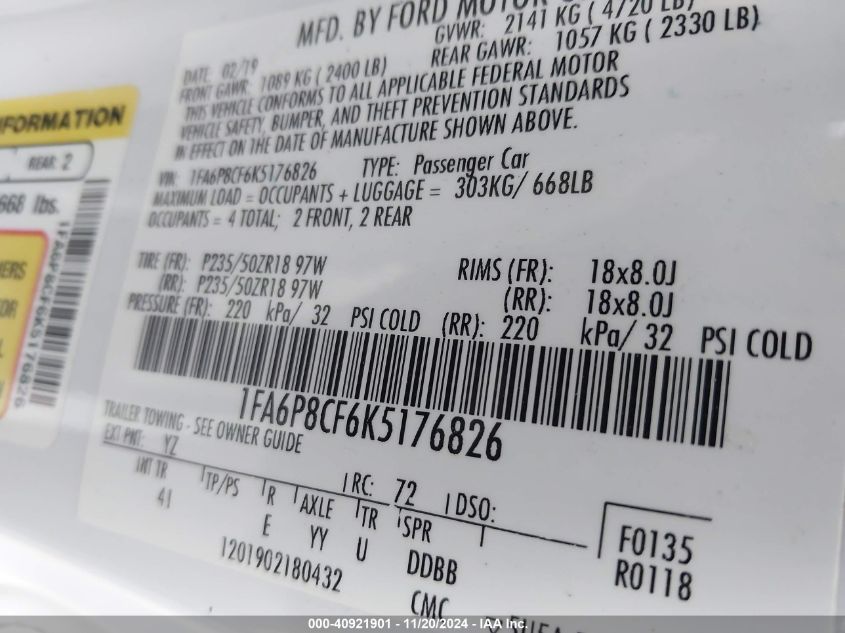 MFD. BY FORD MOTOR
GVWR: 2141 KG ( 4720 LB)
DATE: 02/19
REAR GAWR: 1057 KG ( 2330 LB)
FRONT GAWR: 1089 KG ( 2400 LB)
THIS VEHICLE CONFORMS TO ALL APPLICABLE FEDERAL MOTOR
VEHICLE SAFETY, BUMPER, AND THEFT PREVENTION STANDARDS
IN EFFECT ON THE DATE OF MANUFACTURE SHOWN ABOVE.
VIN: 1FA6P8CF6K5176826 TYPE: Passenger Car
MAXIMUM LOAD = OCCUPANTS + LUGGAGE = 303KG/ 668LB
OCCUPANTS = 4 TOTAL; 2 FRONT, 2 REAR
TIRE (FR): P235/50ZR18 97W RIMS (FR): 18x8.0J
(RR): P235/50ZR18 97W (RR): 18x8.0J
PRESSURE (FR): 220 kPa/ 32 PSI COLD (RR): 220 kPa/ 32 PSI COLD
1FA6P8CF6K5176826
TRAILER TOWING - SEE OWNER GUIDE
EXT PNT: YZ RC: 72 DSO:
INT TR TP/PS R AXLE TR SPR
4I E YY U DDBB
1201902180432 CMC
F0135
R0118
REAR: 2
668 lbs.
1FA6P8CF6K5176826
000-40921901 - 11/20/2024 - IAA Inc.